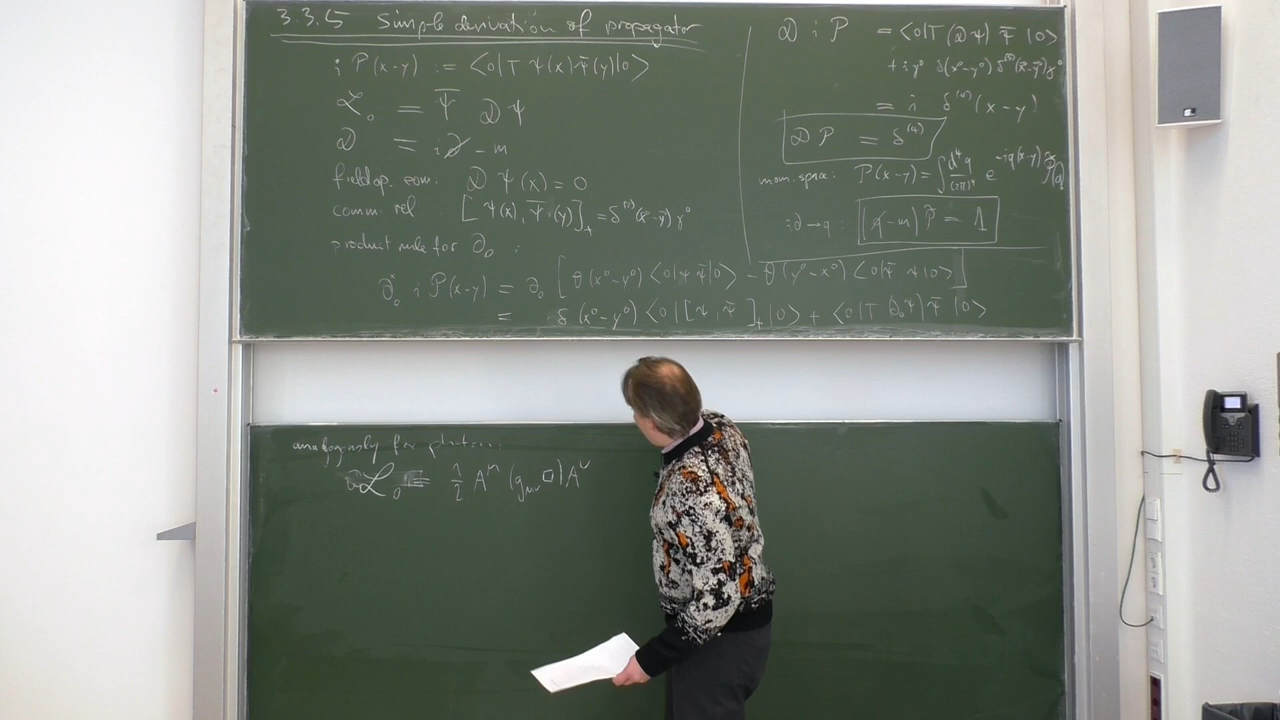 3.3.5 Simple derivation of propagator
i P(x-y) := <0|T ψ(x) ψ̄(y)|0>
ℒ₀ = ψ̄ 𝒟 ψ
𝒟 = i∂̸ - m
field op. eom: 𝒟 ψ(x) = 0
comm. rel. [ψ(x), ψ̄(y)]₊ = δ⁽³⁾(x⃗-y⃗) γ⁰
product rule for ∂₀ :
∂₀ˣ i P(x-y) = ∂₀ [θ(x⁰-y⁰) <0|ψ ψ̄|0> - θ(y⁰-x⁰) <0|ψ̄ ψ|0>]
= δ(x⁰-y⁰) <0|[ψ, ψ̄]₊|0> + <0|T (∂₀ψ) ψ̄ |0>
𝒟 i P = <0|T (𝒟 ψ) ψ̄ |0>
+ i γ⁰ δ(x⁰-y⁰) δ⁽³⁾(x⃗-y⃗) γ⁰
= i δ⁽⁴⁾(x-y)
𝒟 P = δ⁽⁴⁾
mom. space: P(x-y) = ∫ d⁴q/(2π)⁴ e^{-iq(x-y)} P̃(q)
i∂ → q : (q̸ - m) P̃ = 1
analogously for photon:
ℒ₀ = 1/2 A^μ (g_μν □) A^ν